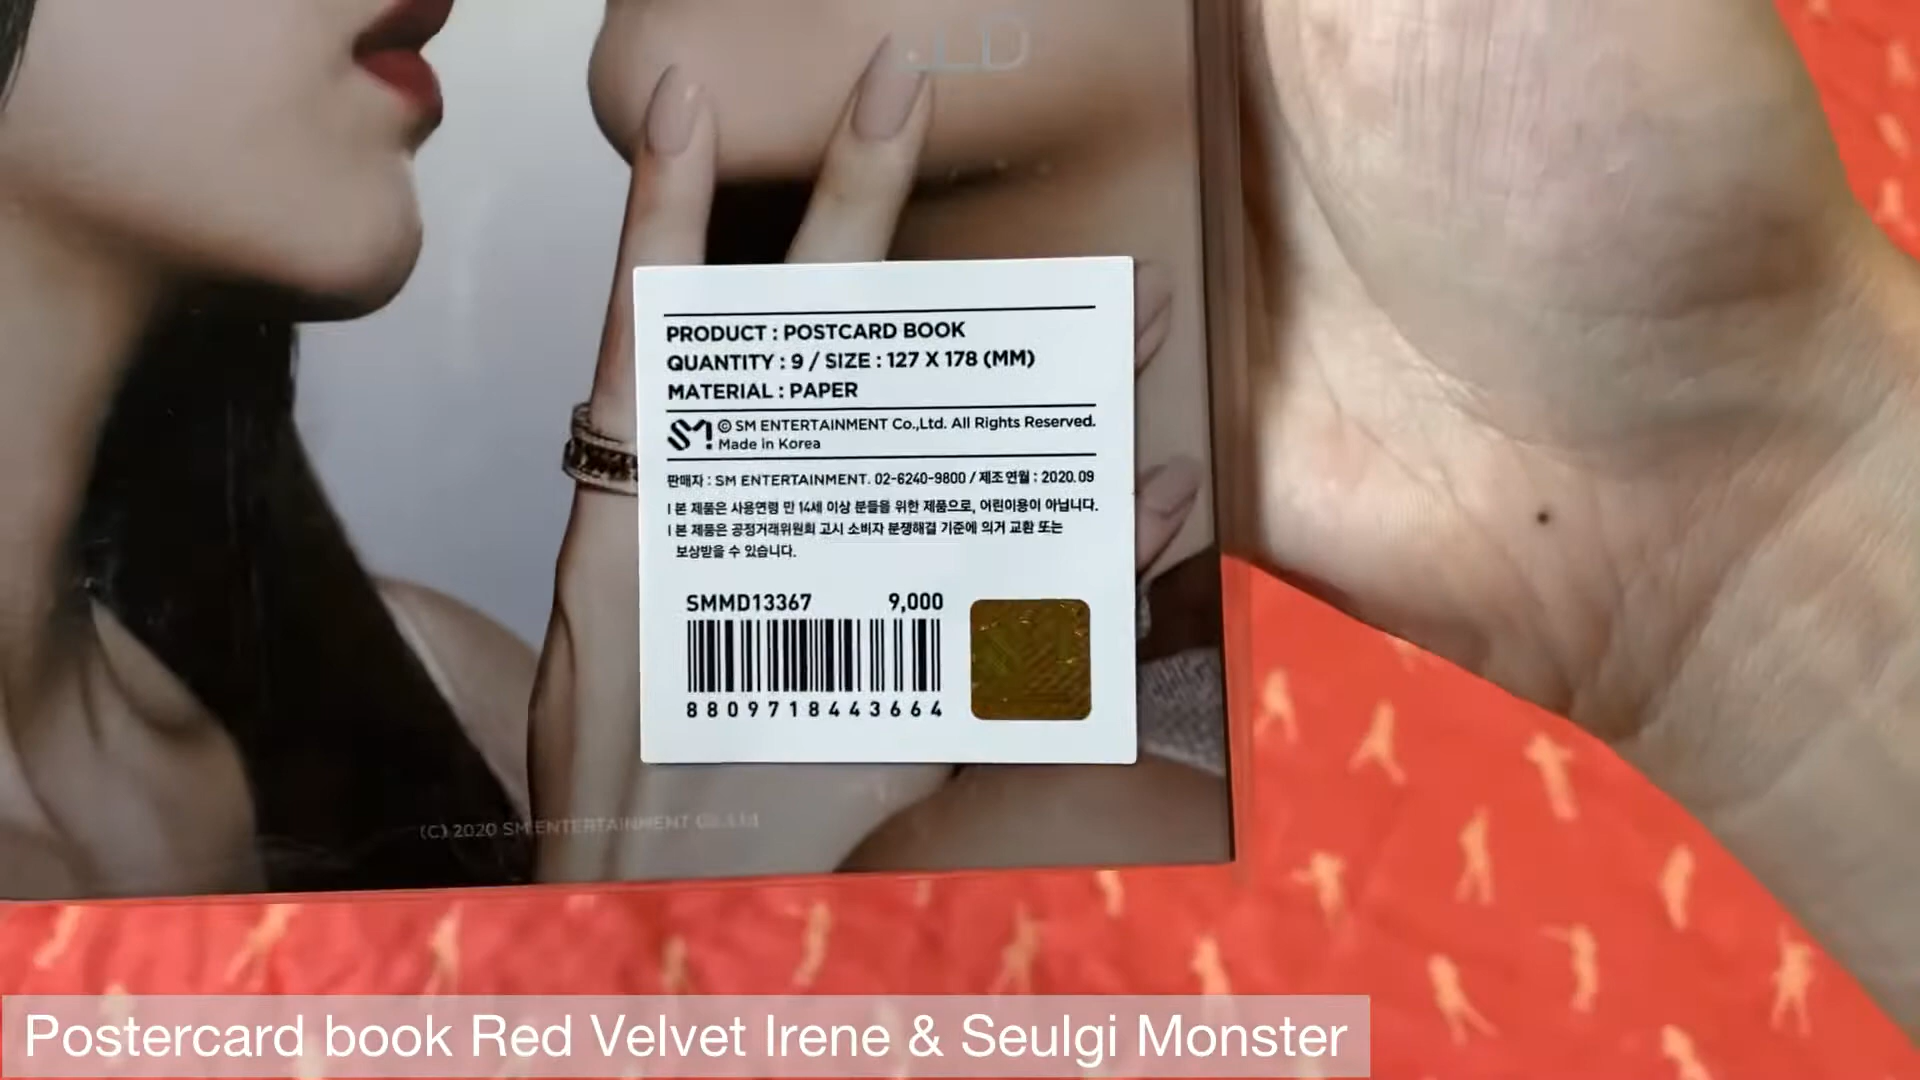 .LD
PRODUCT : POSTCARD BOOK
QUANTITY : 9 / SIZE : 127 X 178 (MM)
MATERIAL : PAPER
SM! © SM ENTERTAINMENT Co.,Ltd. All Rights Reserved.
Made in Korea
판매자 : SM ENTERTAINMENT. 02-6240-9800 / 제조 연월 : 2020.09
| 본 제품은 사용연령 만 14세 이상 분들을 위한 제품으로, 어린이용이 아닙니다.
| 본 제품은 공정거래위원회 고시 소비자 분쟁해결 기준에 의거 교환 또는
보상받을 수 있습니다.
SMMD13367 9,000
8809718443664
(C) 2020 SM ENTERTAINMENT Co.,Ltd
Postercard book Red Velvet Irene & Seulgi Monster